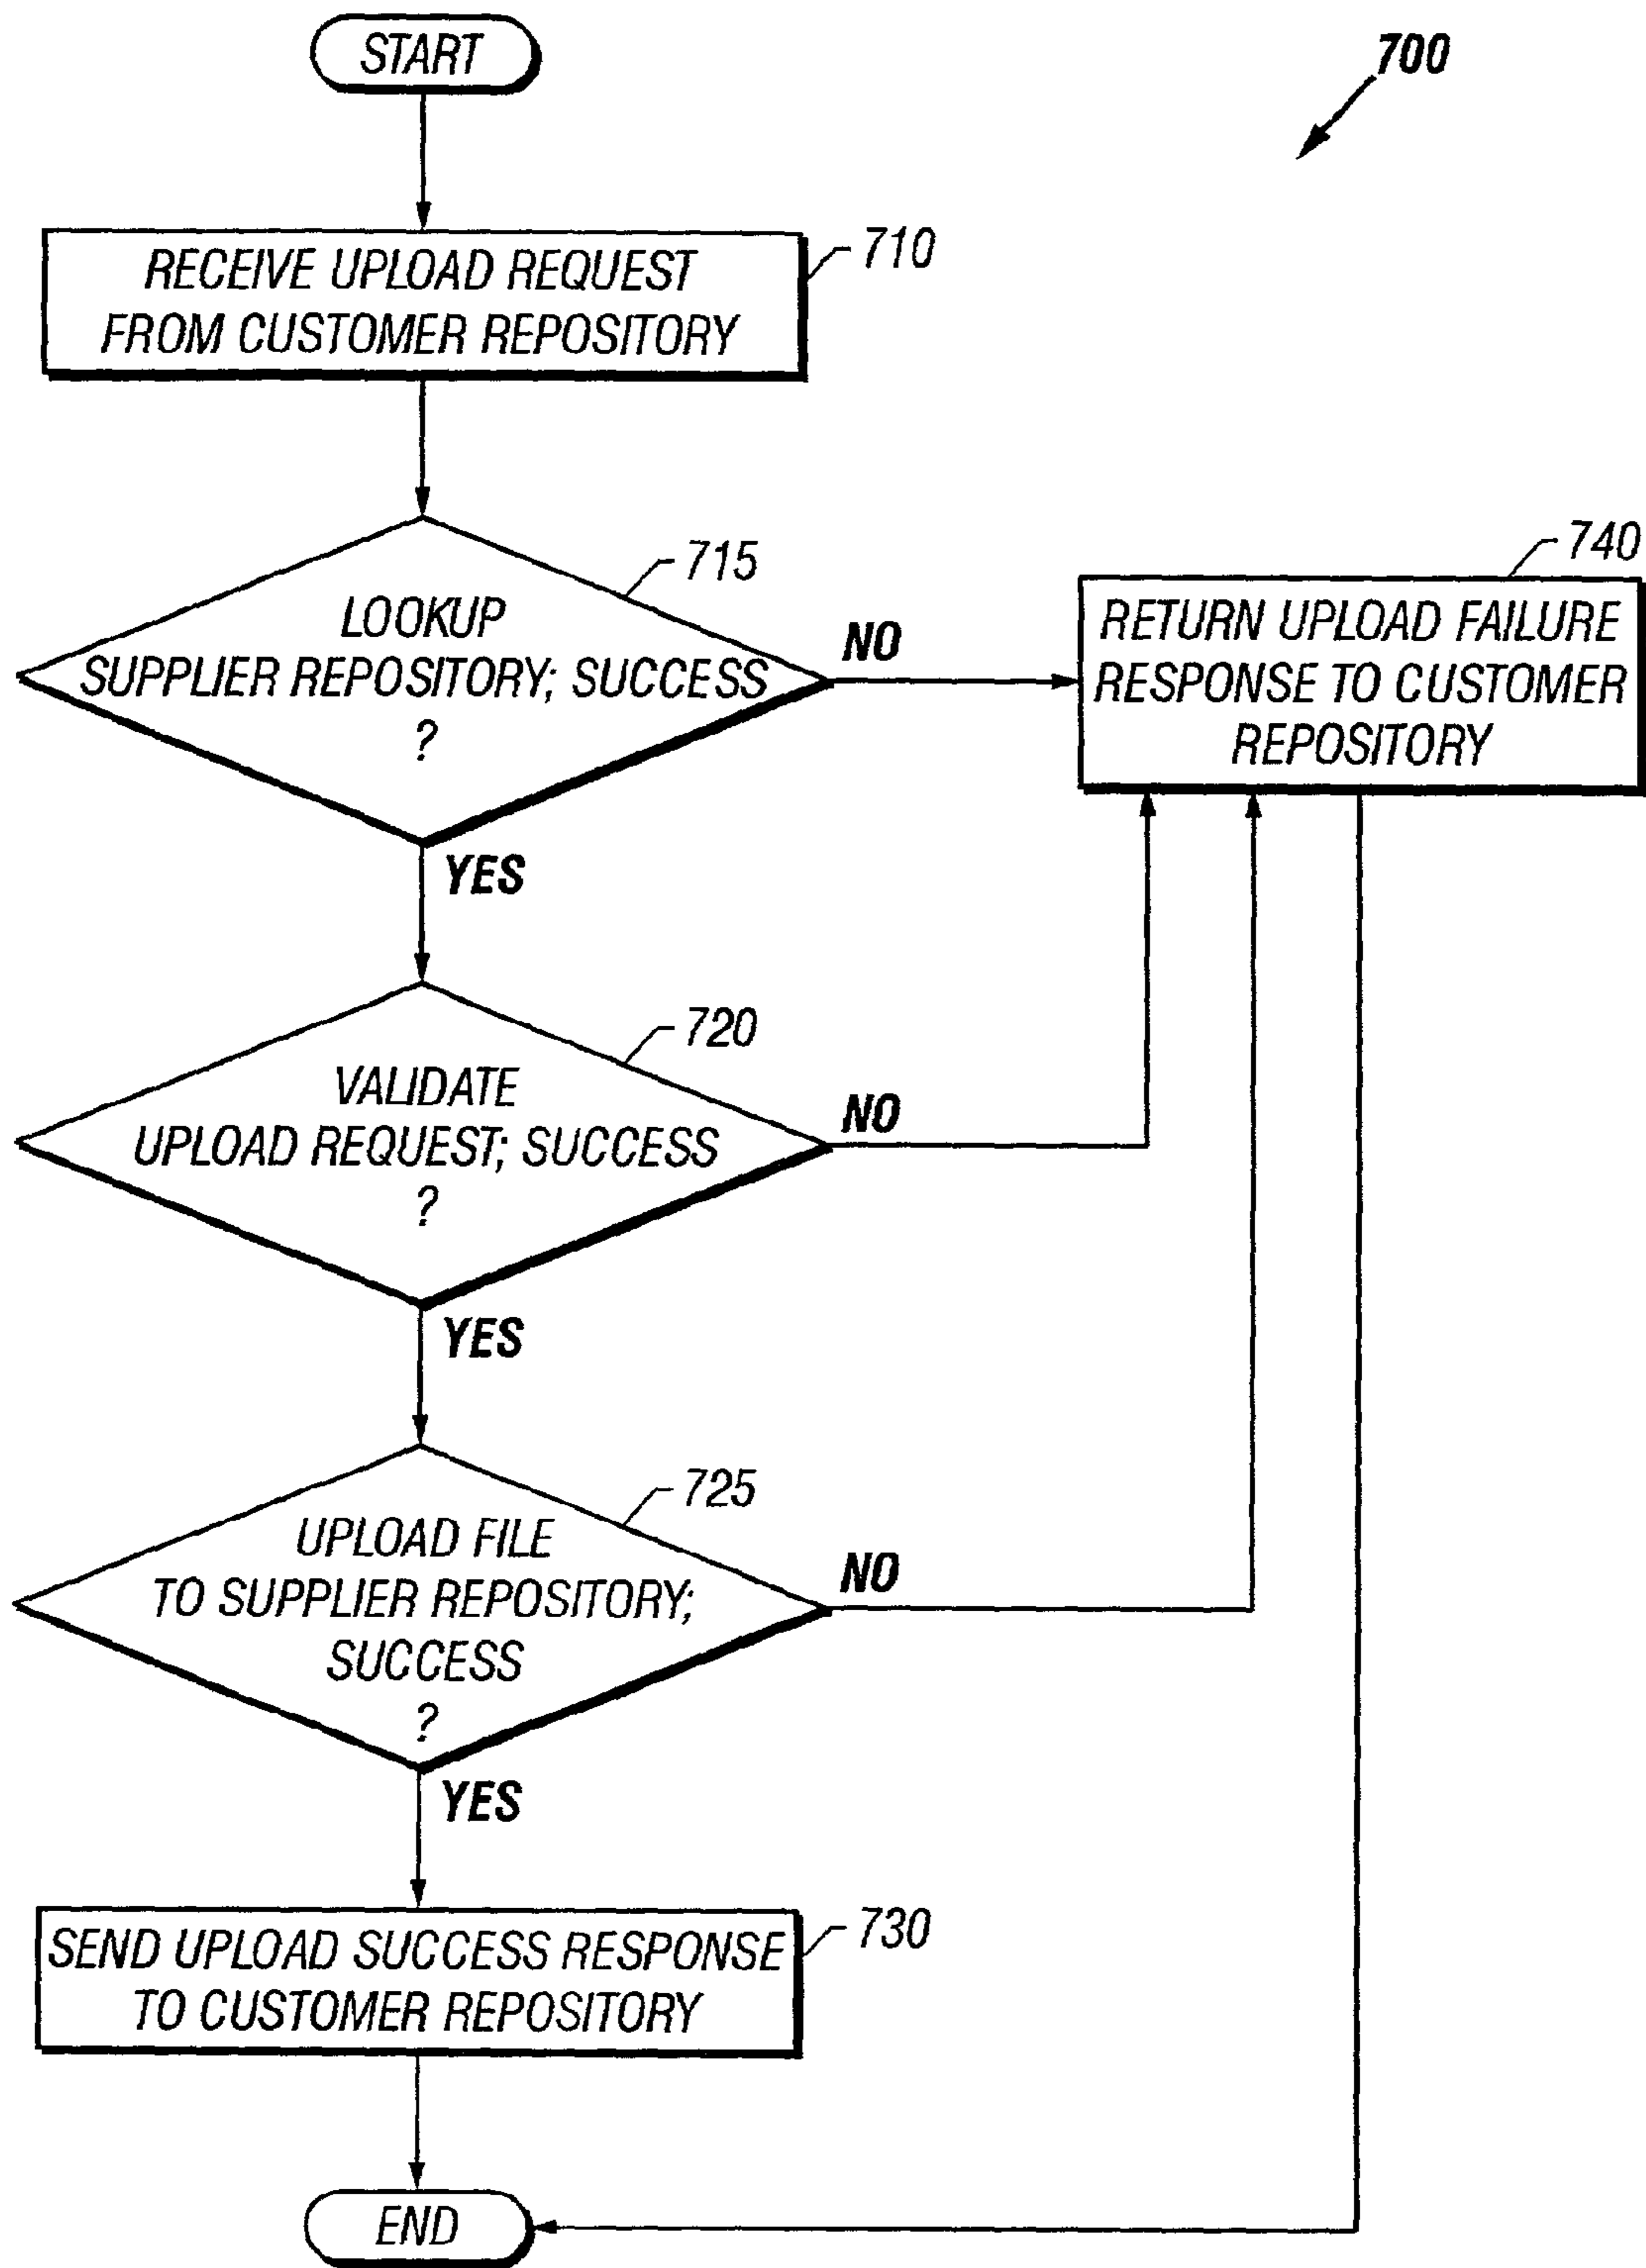 START
700
RECEIVE UPLOAD REQUEST
FROM CUSTOMER REPOSITORY
710
LOOKUP
SUPPLIER REPOSITORY; SUCCESS
?
715
NO
YES
RETURN UPLOAD FAILURE
RESPONSE TO CUSTOMER
REPOSITORY
740
VALIDATE
UPLOAD REQUEST; SUCCESS
?
720
NO
YES
UPLOAD FILE
TO SUPPLIER REPOSITORY;
SUCCESS
?
725
NO
YES
SEND UPLOAD SUCCESS RESPONSE
TO CUSTOMER REPOSITORY
730
END